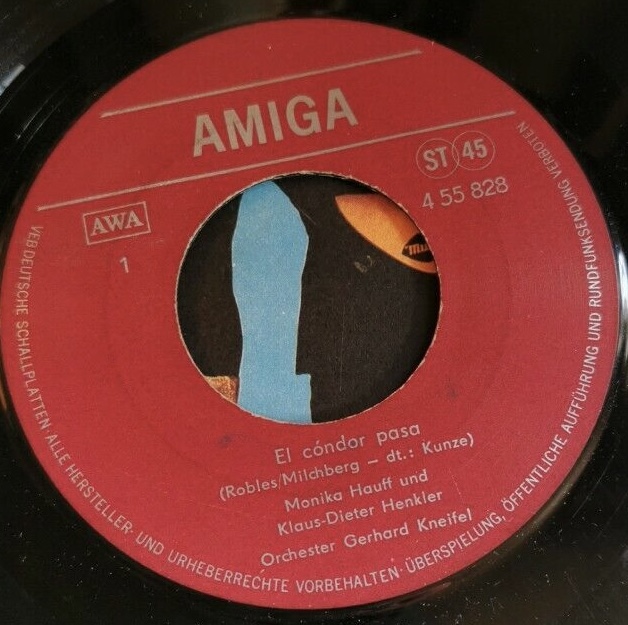 AMIGA
ST 45
4 55 828
AWA
1
El cóndor pasa
(Robles/Milchberg – dt.: Kunze)
Monika Hauff und
Klaus-Dieter Henkler
Orchester Gerhard Kneifel
VEB DEUTSCHE SCHALLPLATTEN · ALLE HERSTELLER- UND URHEBERRECHTE VORBEHALTEN · ÜBERSPIELUNG, ÖFFENTLICHE AUFFÜHRUNG UND RUNDFUNKSENDUNG VERBOTEN